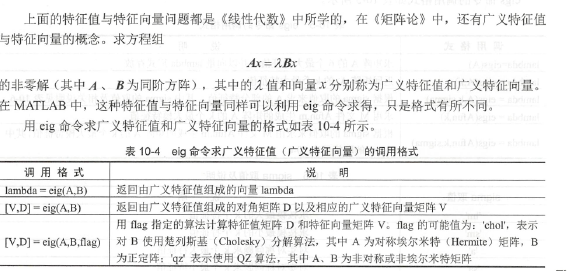 上面的特征值与特征向量问题都是《线性代数》中所学的，在《矩阵论》中，还有广义特征值
与特征向量的概念。求方程组
Ax = λBx
的非零解（其中 A 、 B 为同阶方阵），其中的 λ 值和向量 x 分别称为广义特征值和广义特征向量。
在 MATLAB 中，这种特征值与特征向量同样可以利用 eig 命令求得，只是格式有所不同。
用 eig 命令求广义特征值和广义特征向量的格式如表 10-4 所示。
表 10-4 eig 命令求广义特征值（广义特征向量）的调用格式
调 用 格 式 说 明
lambda = eig(A,B) 返回由广义特征值组成的向量 lambda
[V,D] = eig(A,B) 返回由广义特征值组成的对角矩阵 D 以及相应的广义特征向量矩阵 V
用 flag 指定的算法计算特征值矩阵 D 和特征向量矩阵 V。flag 的可能值为：'chol'，表示
[V,D] = eig(A,B,flag) 对 B 使用楚列斯基（Cholesky）分解算法，其中 A 为对称埃尔米特（Hermite）矩阵，B
为正定阵；'qz' 表示使用 QZ 算法，其中 A、B 为非对称或非埃尔米特矩阵